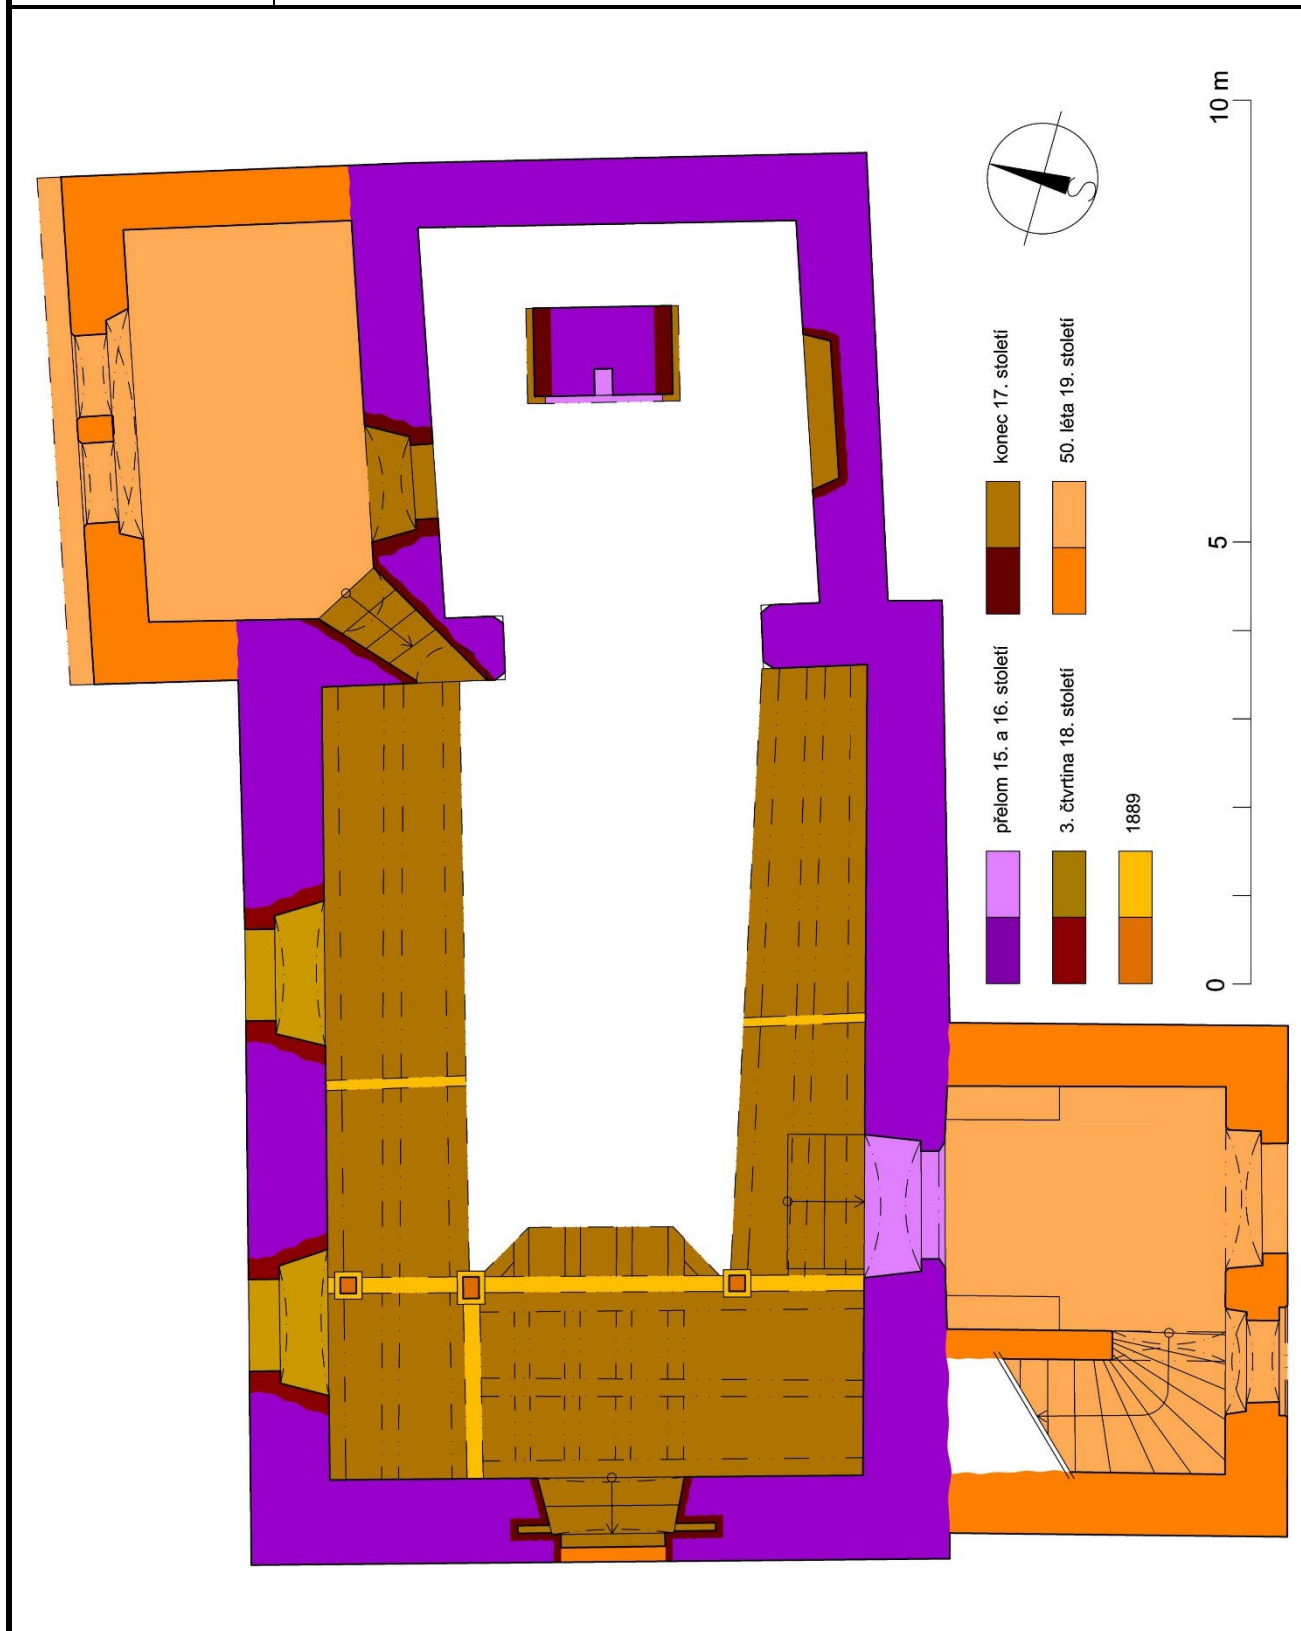 přelom 15. a 16. století
konec 17. století
S
3. čtvrtina 18. století
50. léta 19. století
1889
0 5 10 m